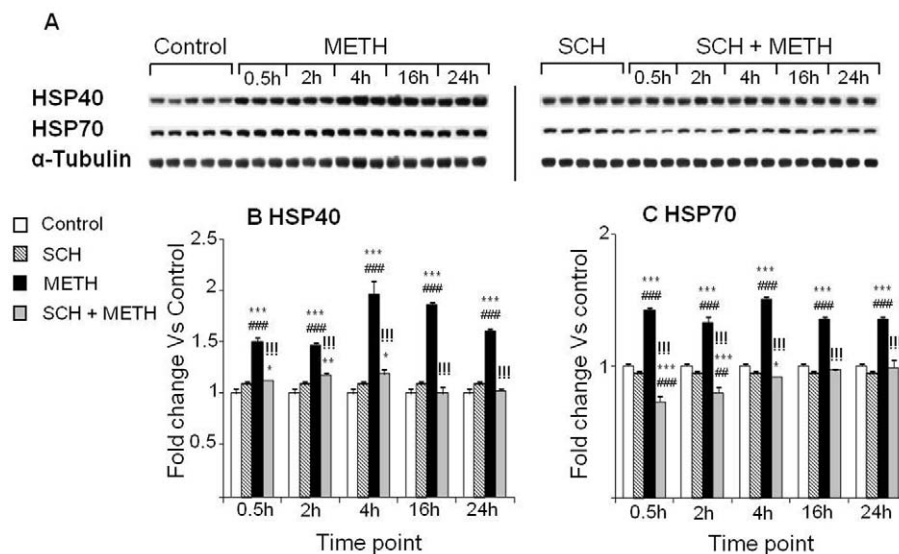 A
Control METH SCH SCH + METH
0.5h 2h 4h 16h 24h 0.5h 2h 4h 16h 24h
HSP40
HSP70
α-Tubulin
Control
SCH
METH
SCH + METH
B HSP40
Fold change Vs Control
2.5
2
1.5
1
0.5
*** ### !!! *
*** ### !!! **
*** ### !!! *
*** ### !!!
*** ### !!!
0.5h 2h 4h 16h 24h
Time point
C HSP70
Fold change Vs control
2
1
*** ### !!! *** ###
*** ### !!! *** ##
*** ### !!! *
*** ### !!!
*** ### !!!
0.5h 2h 4h 16h 24h
Time point